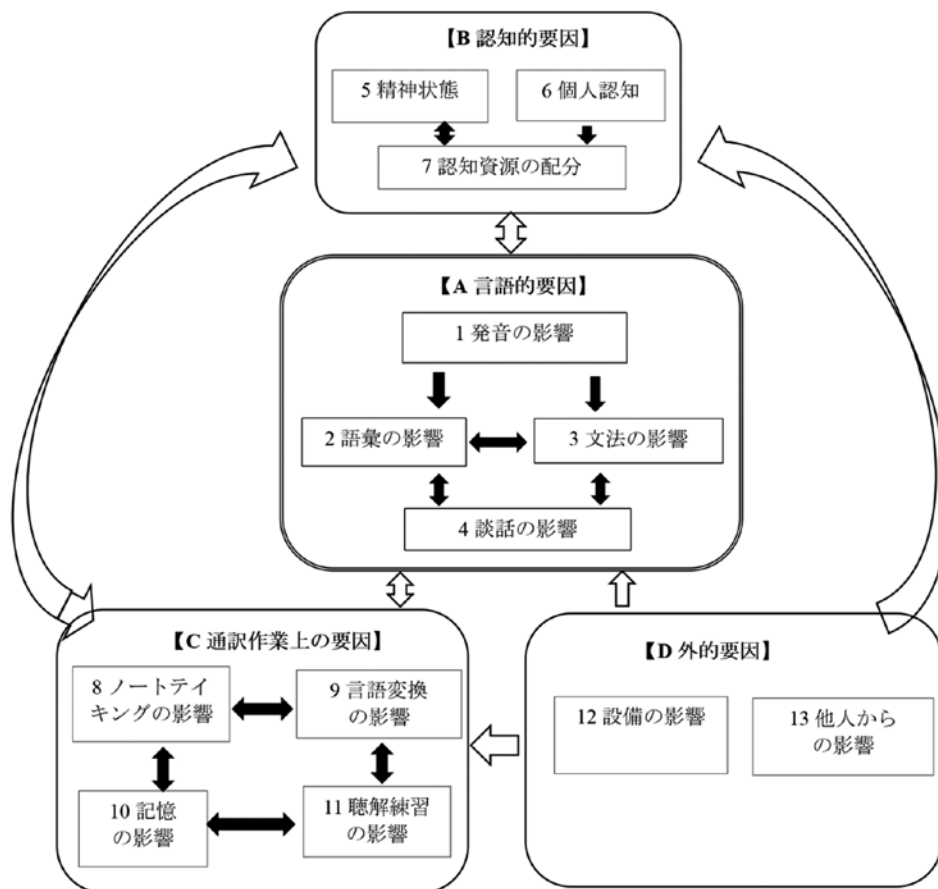 【B 認知的要因】
5 精神状態
6 個人認知
7 認知資源の配分
【A 言語的要因】
1 発音の影響
2 語彙の影響
3 文法の影響
4 談話の影響
【C 通訳作業上の要因】
8 ノートテイ
キングの影響
9 言語変換
の影響
10 記憶
の影響
11 聴解練習
の影響
【D 外的要因】
12 設備の影響
13 他人から
の影響